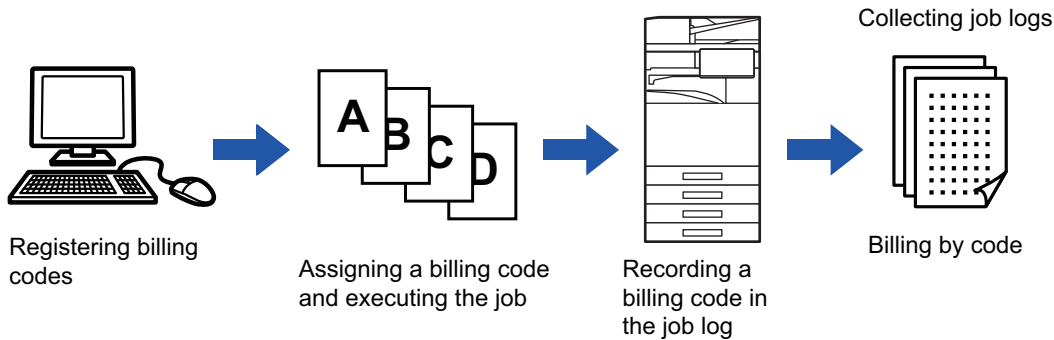 Collecting job logs
A
B
C
D
Registering billing
codes
Assigning a billing code
and executing the job
Recording a
billing code in
the job log
Billing by code